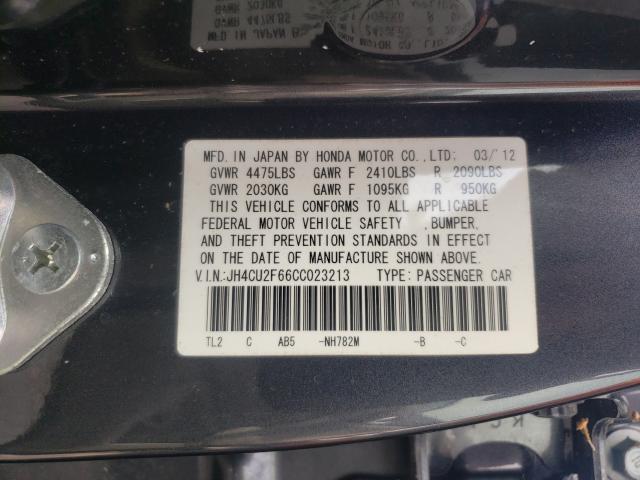 MFD. IN JAPAN BY HONDA MOTOR CO., LTD: 03/'12
GVWR 4475LBS GAWR F 2410LBS R 2090LBS
GVWR 2030KG GAWR F 1095KG R 950KG
THIS VEHICLE CONFORMS TO ALL APPLICABLE
FEDERAL MOTOR VEHICLE SAFETY , BUMPER,
AND THEFT PREVENTION STANDARDS IN EFFECT
ON THE DATE OF MANUFACTURE SHOWN ABOVE.
V.I.N.:JH4CU2F66CC023213 TYPE: PASSENGER CAR
TL2 C AB5 -NH782M -B -C